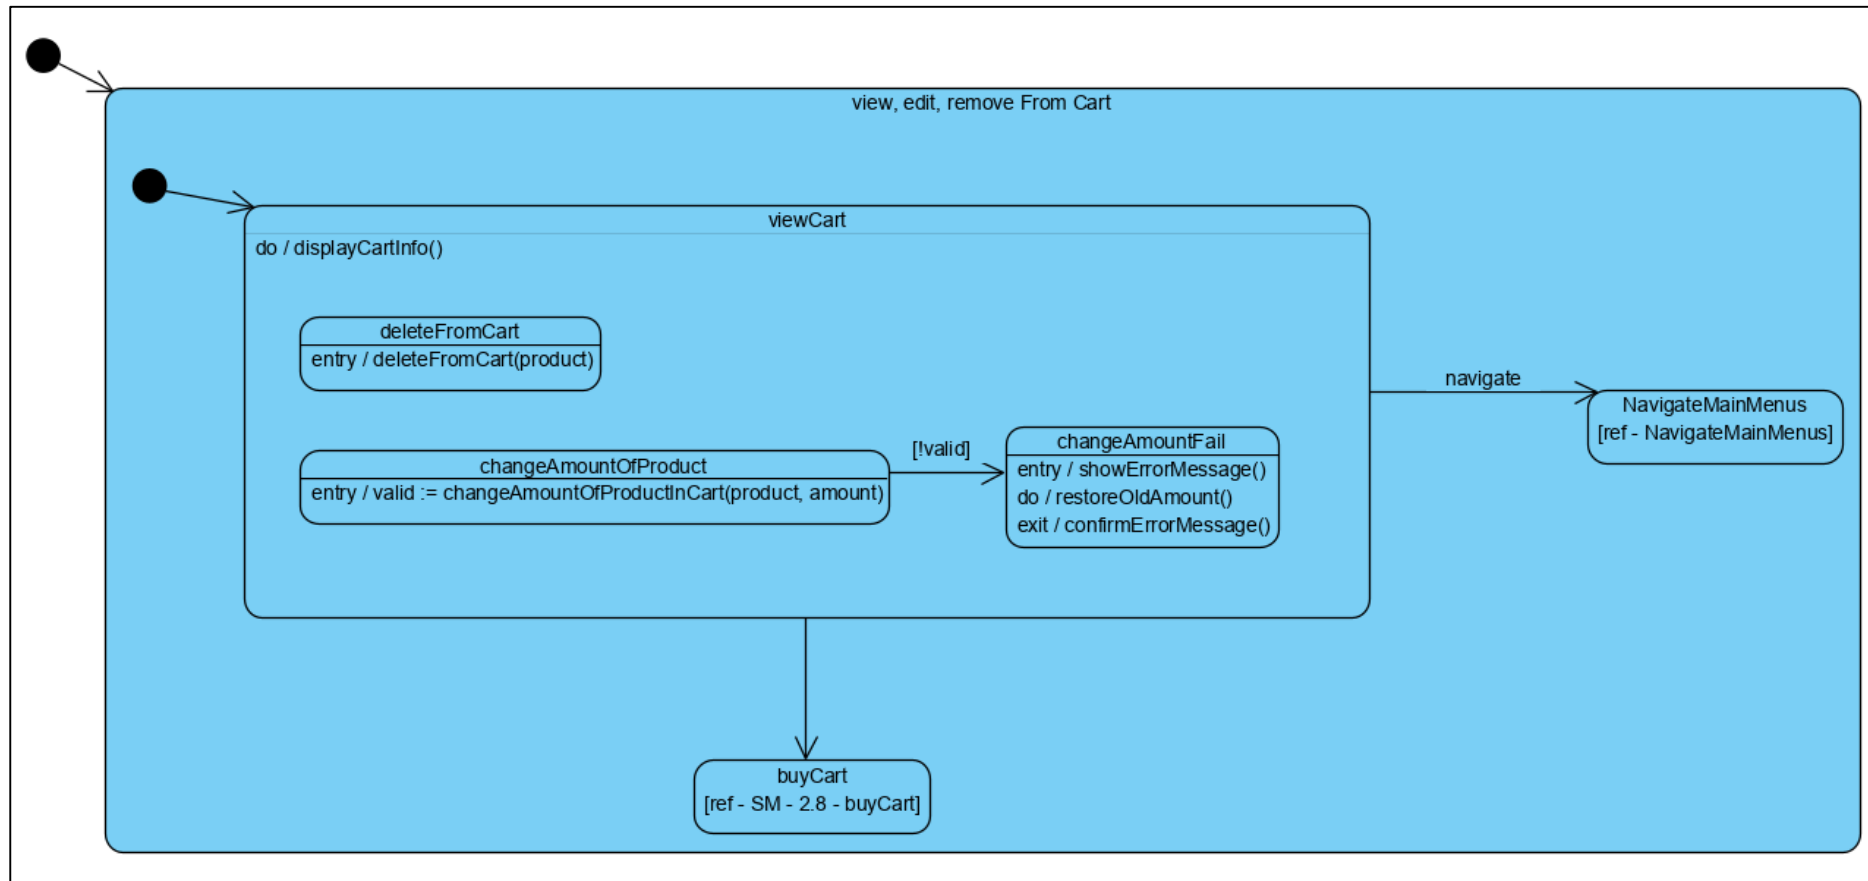 view, edit, remove From Cart
viewCart
do / displayCartInfo()
deleteFromCart
entry / deleteFromCart(product)
changeAmountOfProduct
entry / valid := changeAmountOfProductInCart(product, amount)
[!valid]
changeAmountFail
entry / showErrorMessage()
do / restoreOldAmount()
exit / confirmErrorMessage()
navigate
NavigateMainMenus
[ref - NavigateMainMenus]
buyCart
[ref - SM - 2.8 - buyCart]